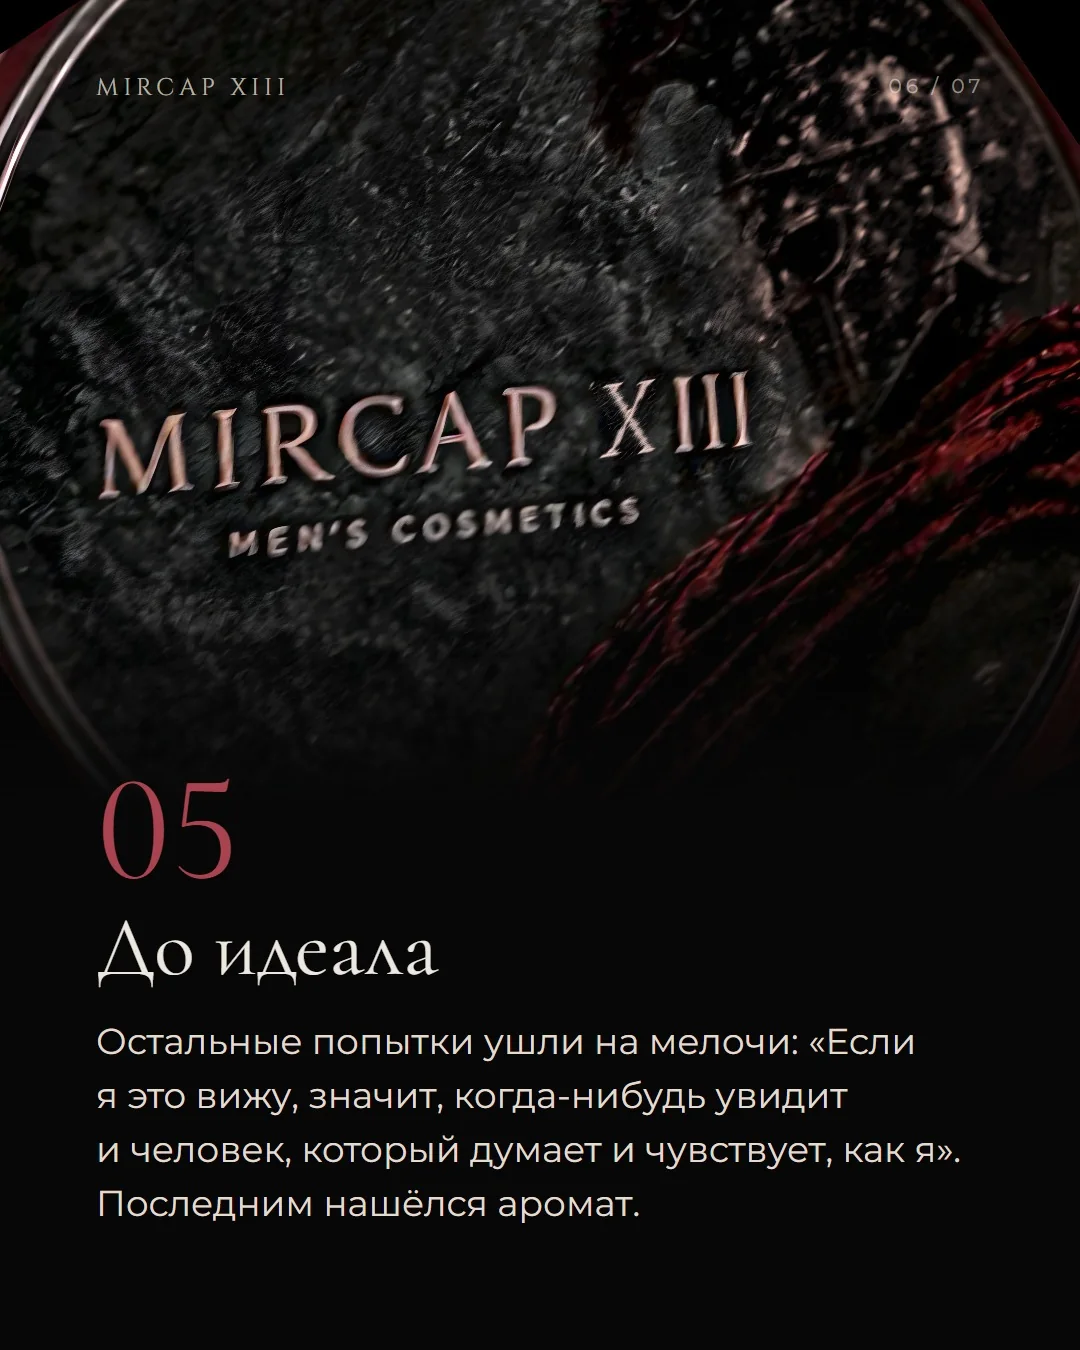 MIRCAP XIII
06 / 07
MIRCAP XIII
MEN'S COSMETICS
05
До идеала
Остальные попытки ушли на мелочи: «Если
я это вижу, значит, когда-нибудь увидит
и человек, который думает и чувствует, как я».
Последним нашёлся аромат.